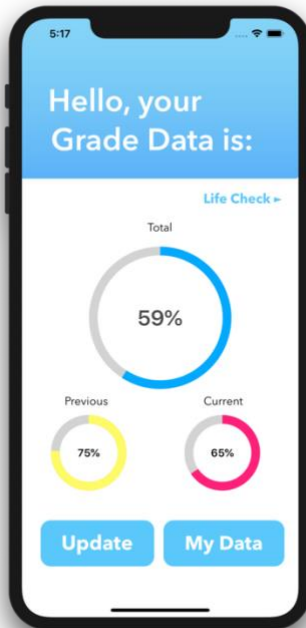 5:17
Hello, your
Grade Data is:
Life Check ►
Total
59%
Previous
Current
75%
65%
Update
My Data